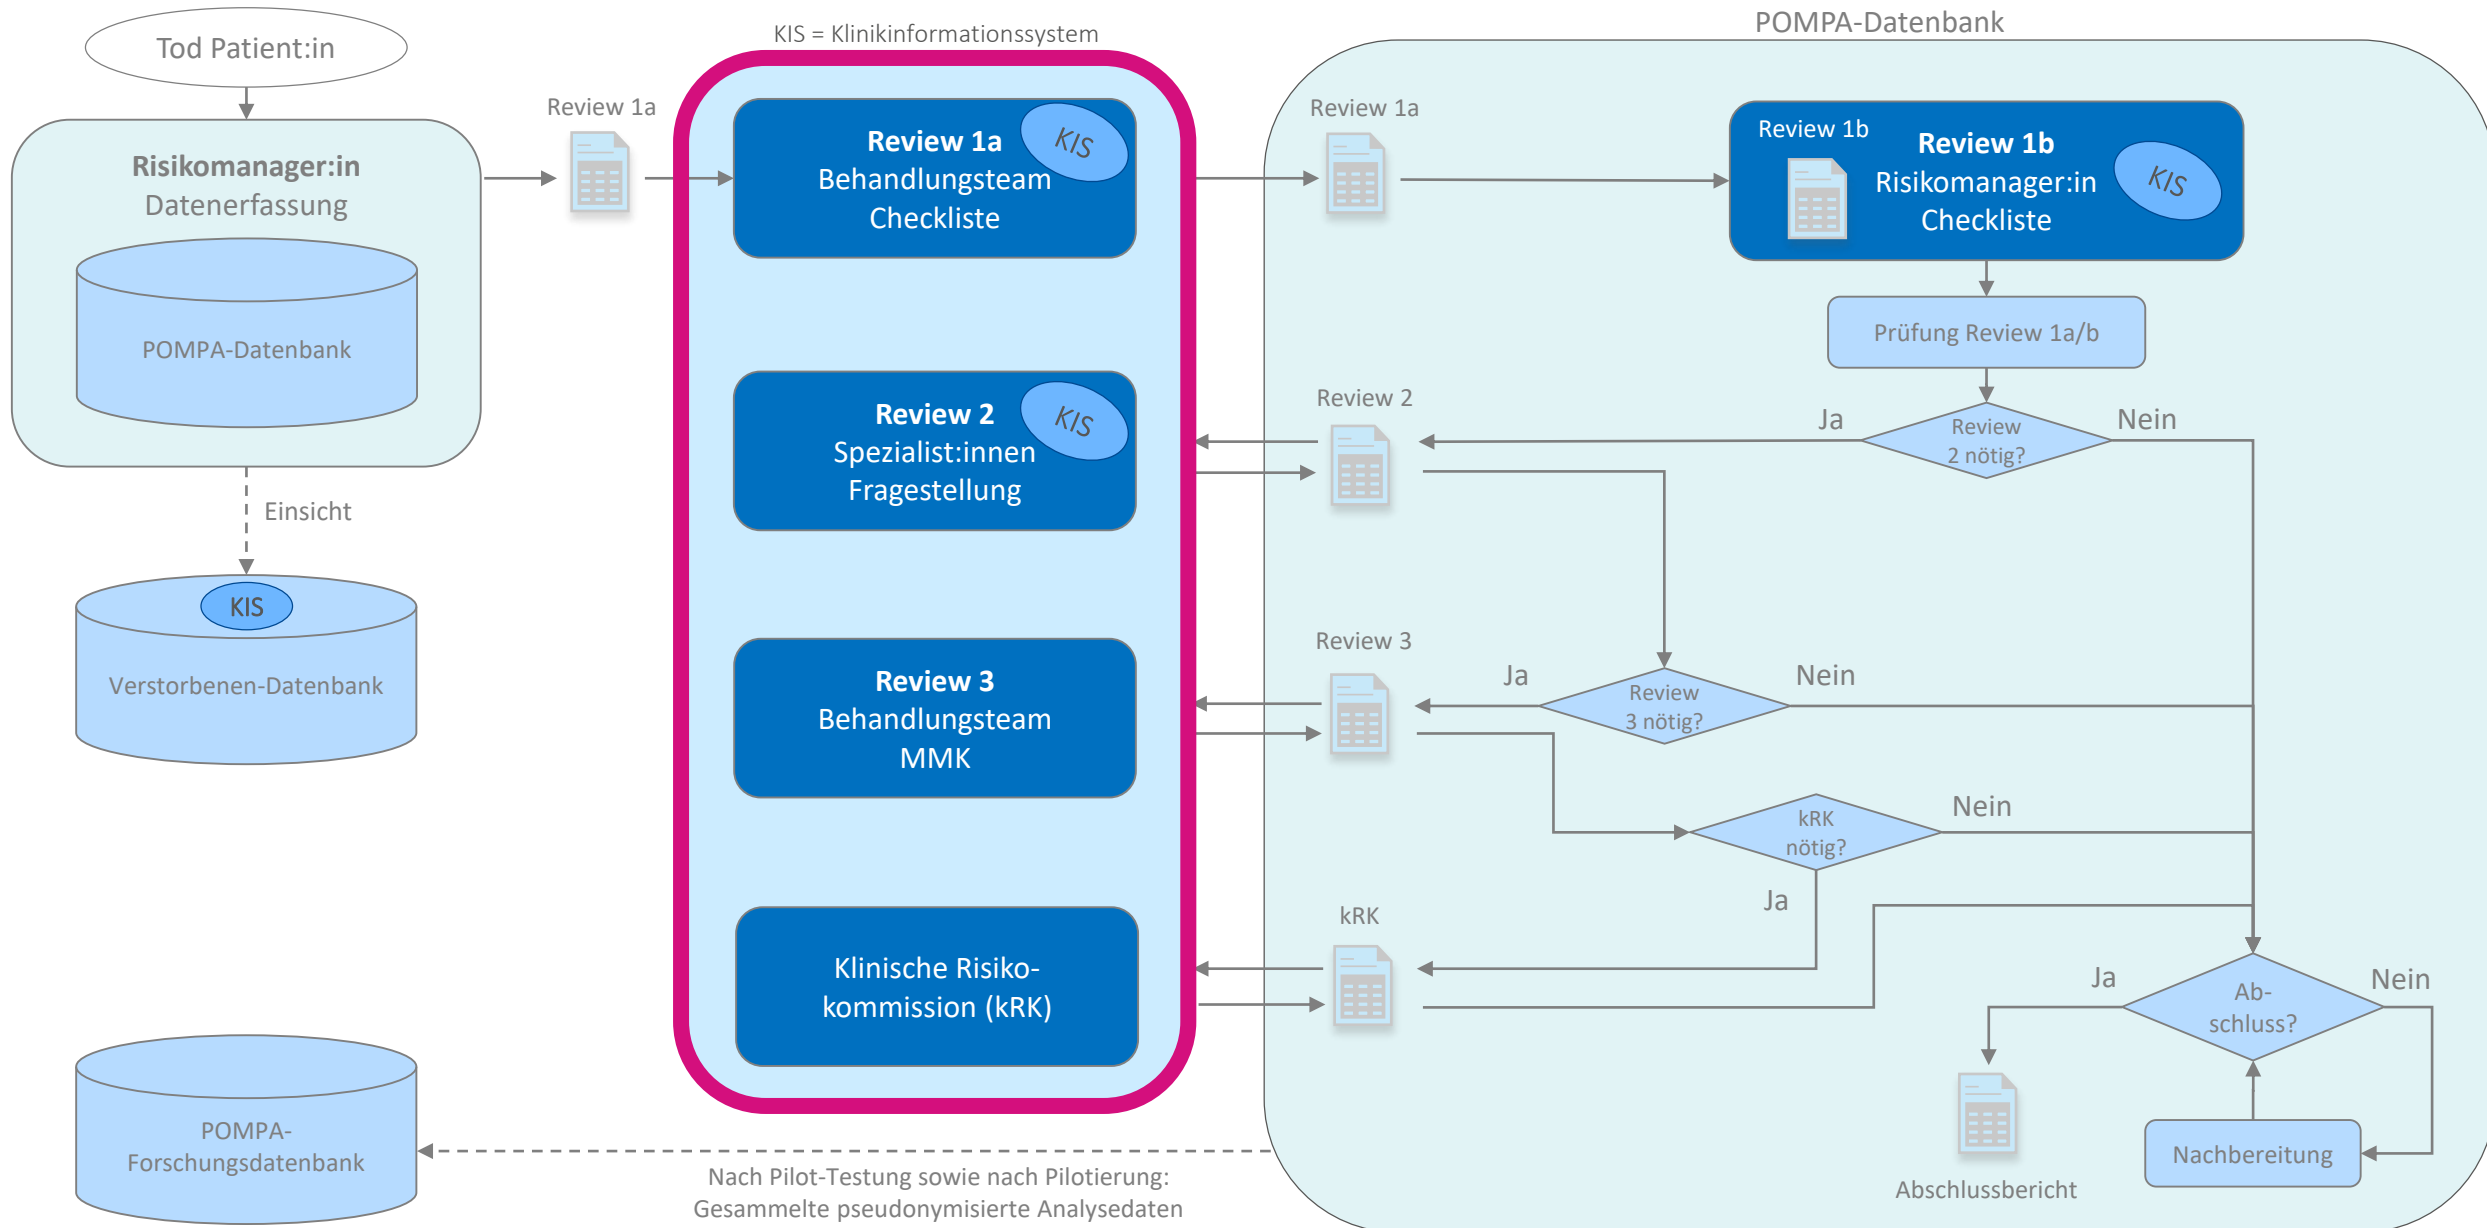 Tod Patient:in
Risikomanager:in
Datenerfassung
POMPA-Datenbank
Einsicht
KIS
Verstorbenen-Datenbank
POMPA-
Forschungsdatenbank
Review 1a
KIS = Klinikinformationssystem
Review 1a
Behandlungsteam
Checkliste
KIS
Review 2
Spezialist:innen
Fragestellung
KIS
Review 3
Behandlungsteam
MMK
Klinische Risiko-
kommission (kRK)
Nach Pilot-Testung sowie nach Pilotierung:
Gesammelte pseudonymisierte Analysedaten
POMPA-Datenbank
Review 1a
Review 1b
Review 1b
Risikomanager:in
Checkliste
KIS
Prüfung Review 1a/b
Review 2
Ja
Review
2 nötig?
Nein
Review 3
Ja
Review
3 nötig?
Nein
kRK
nötig?
Nein
Ja
kRK
Ja
Ab-
schluss?
Nein
Nachbereitung
Abschlussbericht